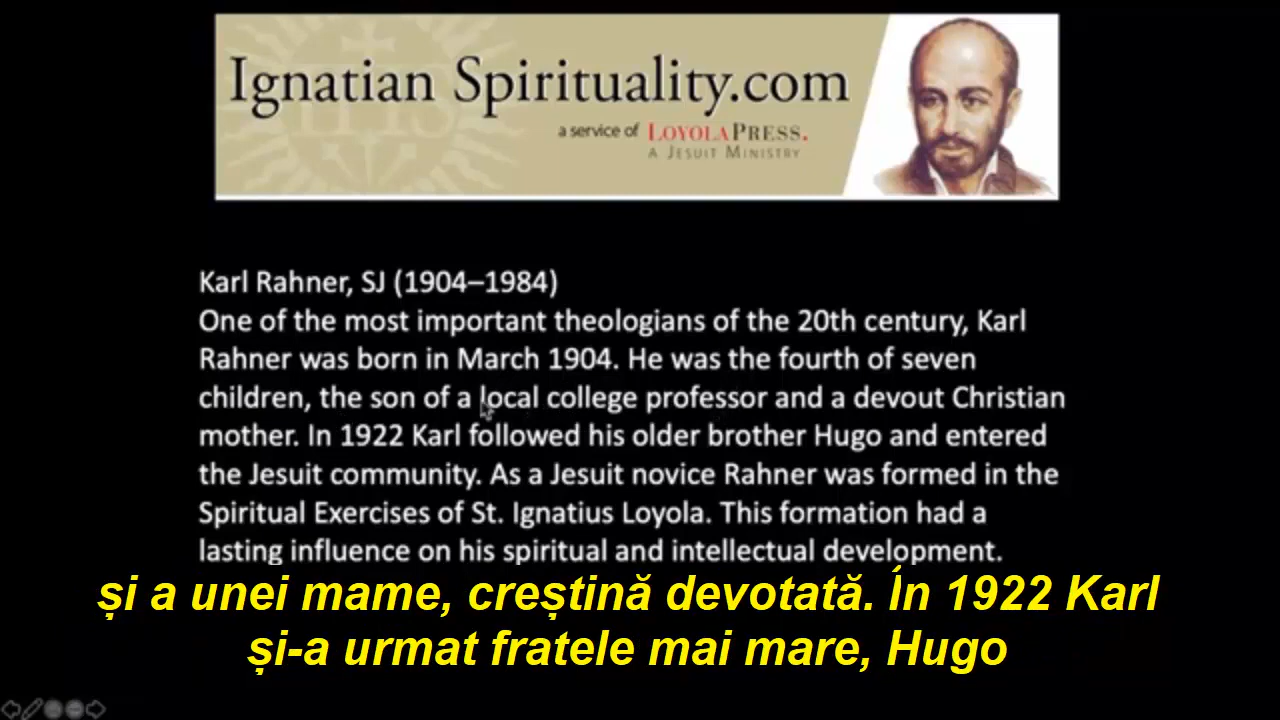 Ignatian Spirituality.com
a service of LOYOLAPRESS.
A JESUIT MINISTRY
Karl Rahner, SJ (1904–1984)
One of the most important theologians of the 20th century, Karl
Rahner was born in March 1904. He was the fourth of seven
children, the son of a local college professor and a devout Christian
mother. In 1922 Karl followed his older brother Hugo and entered
the Jesuit community. As a Jesuit novice Rahner was formed in the
Spiritual Exercises of St. Ignatius Loyola. This formation had a
lasting influence on his spiritual and intellectual development.
și a unei mame, creștină devotată. În 1922 Karl
și-a urmat fratele mai mare, Hugo